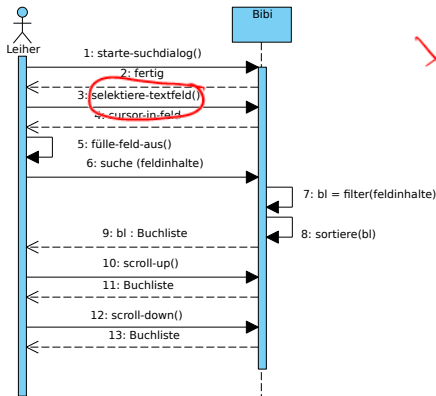 Bibi
Leiher
1: starte-suchdialog()
2: fertig
3: selektiere-textfeld()
4: cursor-in-feld
5: fülle-feld-aus()
6: suche (feldinhalte)
7: bl = filter(feldinhalte)
8: sortiere(bl)
9: bl : Buchliste
10: scroll-up()
11: Buchliste
12: scroll-down()
13: Buchliste